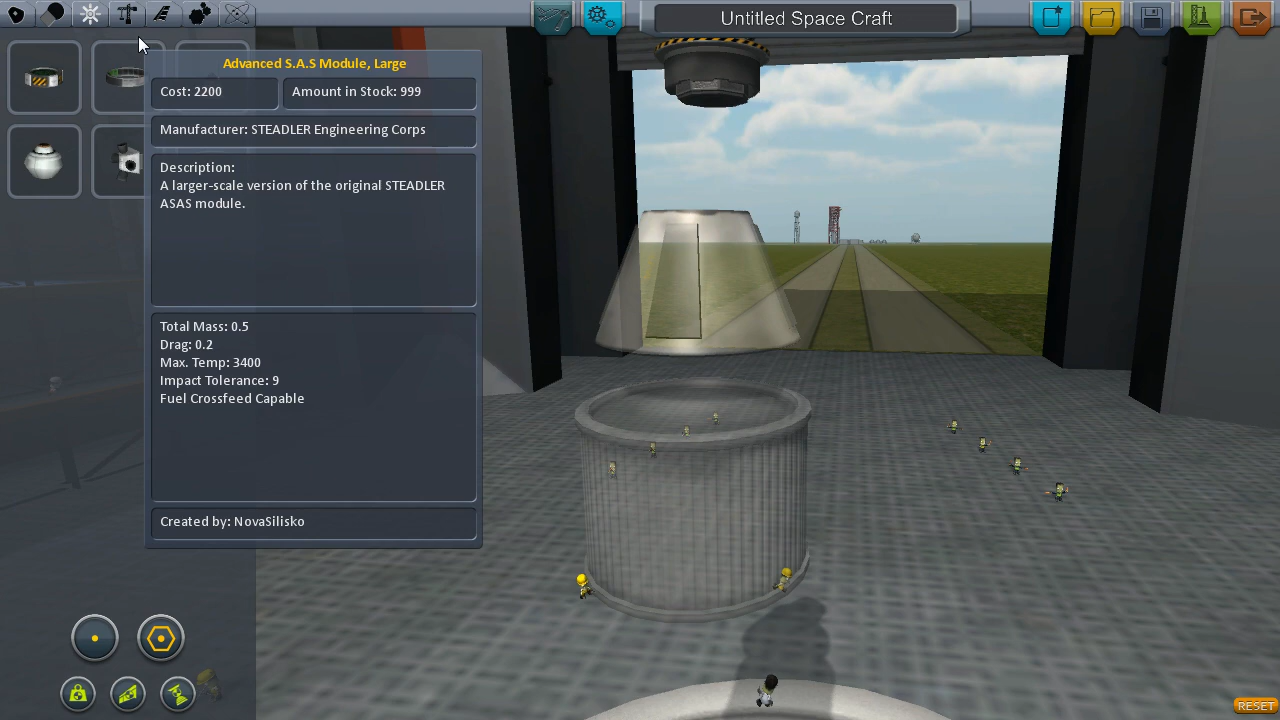 Untitled Space Craft
Advanced S.A.S Module, Large
Cost: 2200
Amount in Stock: 999
Manufacturer: STEADLER Engineering Corps
Description:
A larger-scale version of the original STEADLER
ASAS module.
Total Mass: 0.5
Drag: 0.2
Max. Temp: 3400
Impact Tolerance: 9
Fuel Crossfeed Capable
Created by: NovaSilisko
RESET